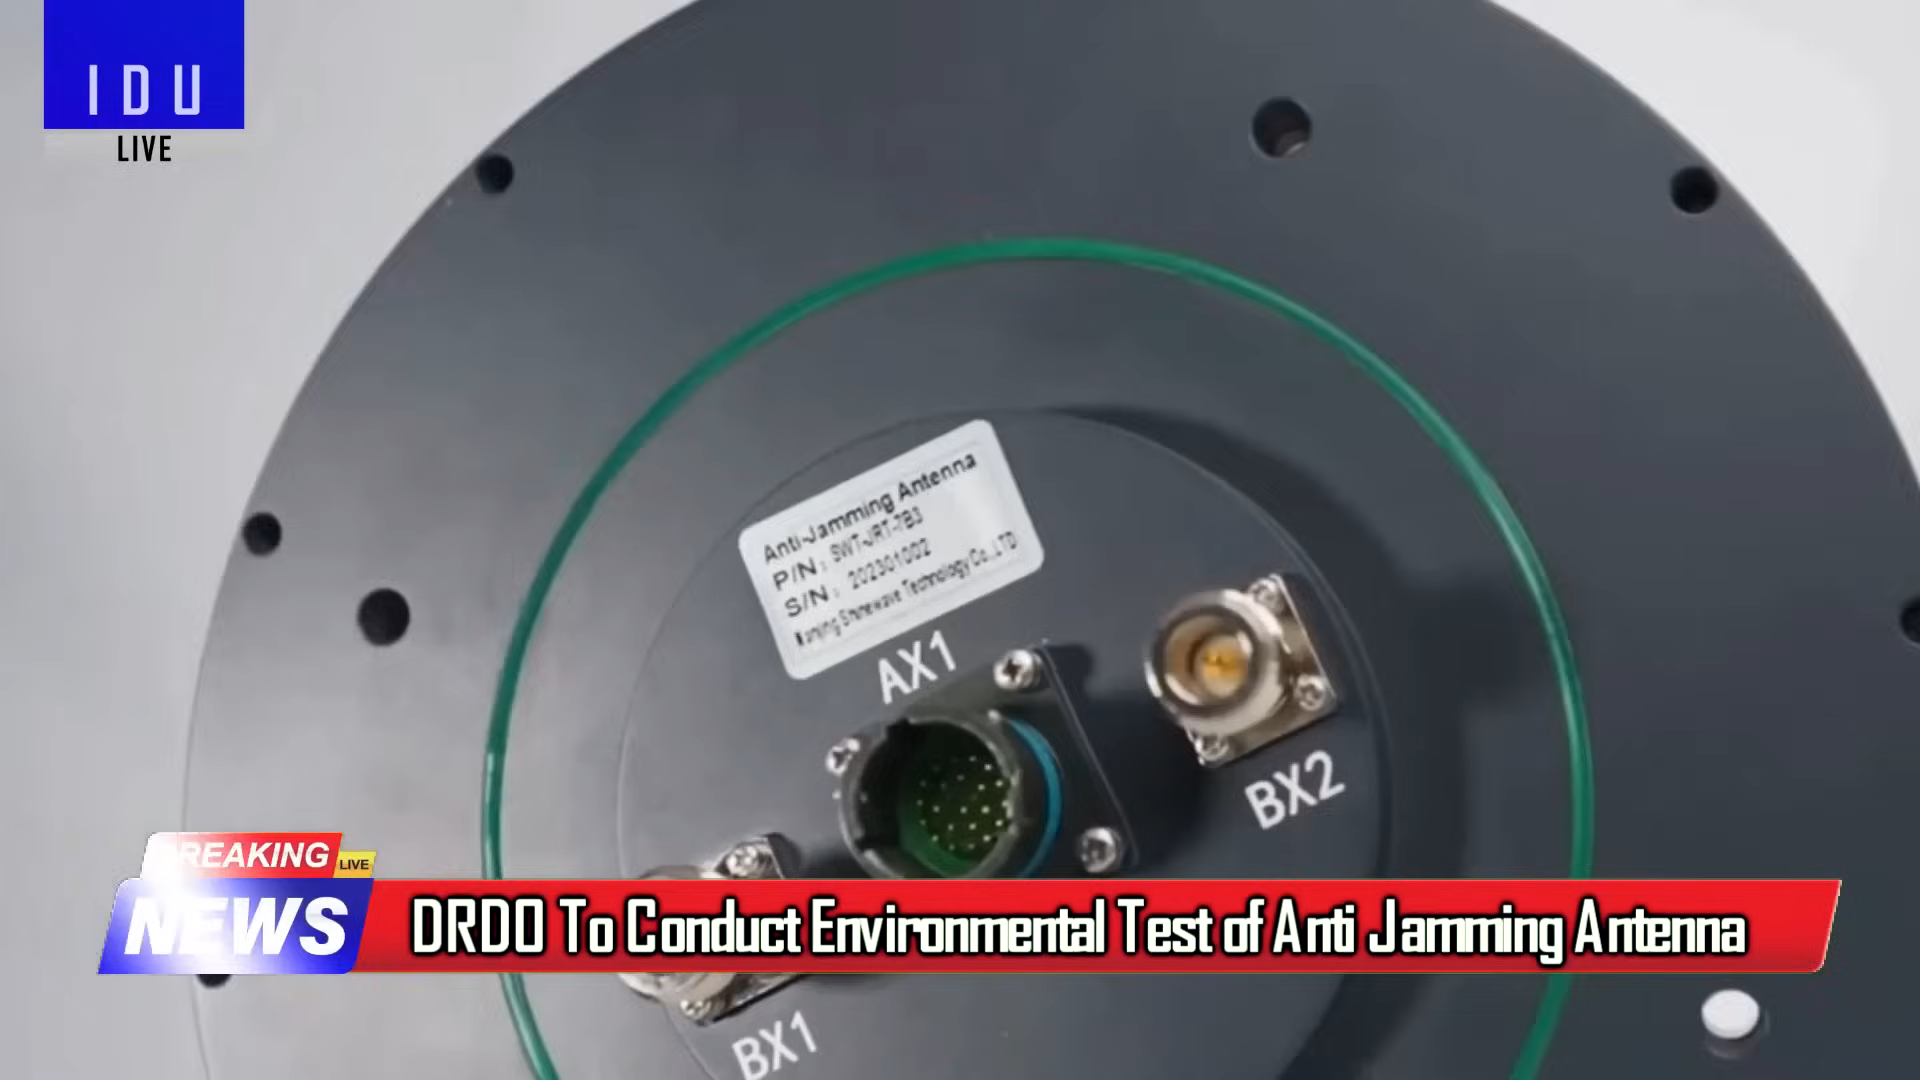 IDU
LIVE
Anti-Jamming Antenna
P/N: SWT-JRT-7B3
S/N: 202301002
Nanjing Shinewave Technology Co.,LTD
AX1
BX2
BREAKING
LIVE
NEWS
DRDO To Conduct Environmental Test of Anti Jamming Antenna
BX1